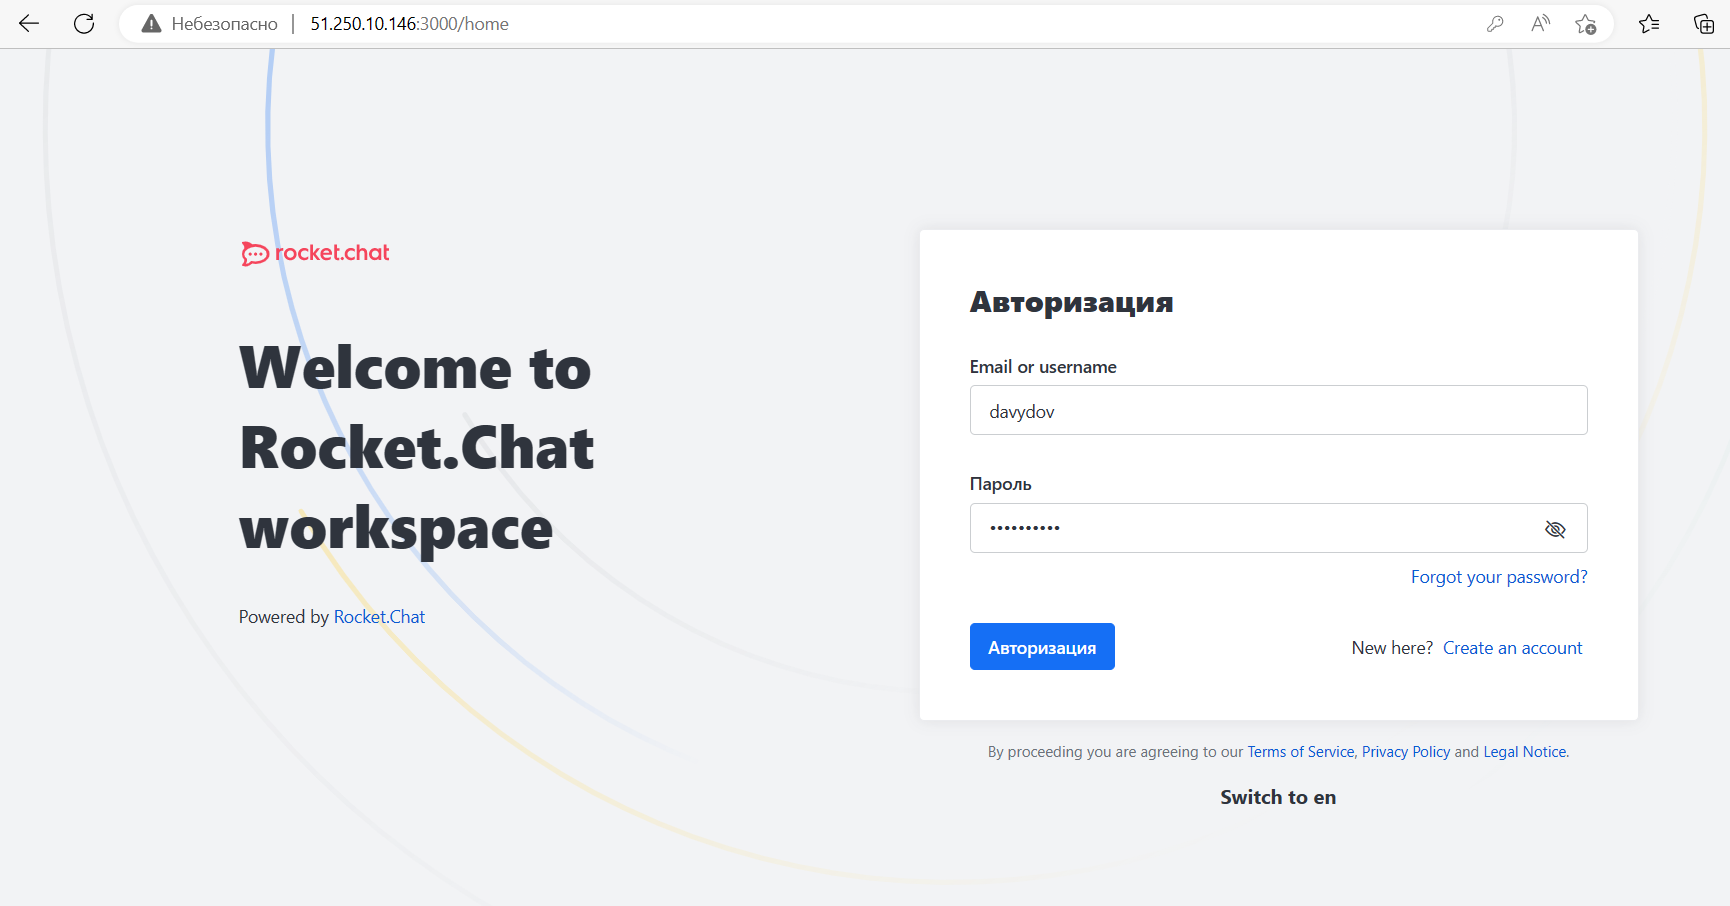 Небезопасно
51.250.10.146:3000/home
rocket.chat
Welcome to
Rocket.Chat
workspace
Powered by Rocket.Chat
Авторизация
Email or username
davydov
Пароль
••••••••••
Forgot your password?
Авторизация
New here? Create an account
By proceeding you are agreeing to our Terms of Service, Privacy Policy and Legal Notice.
Switch to en